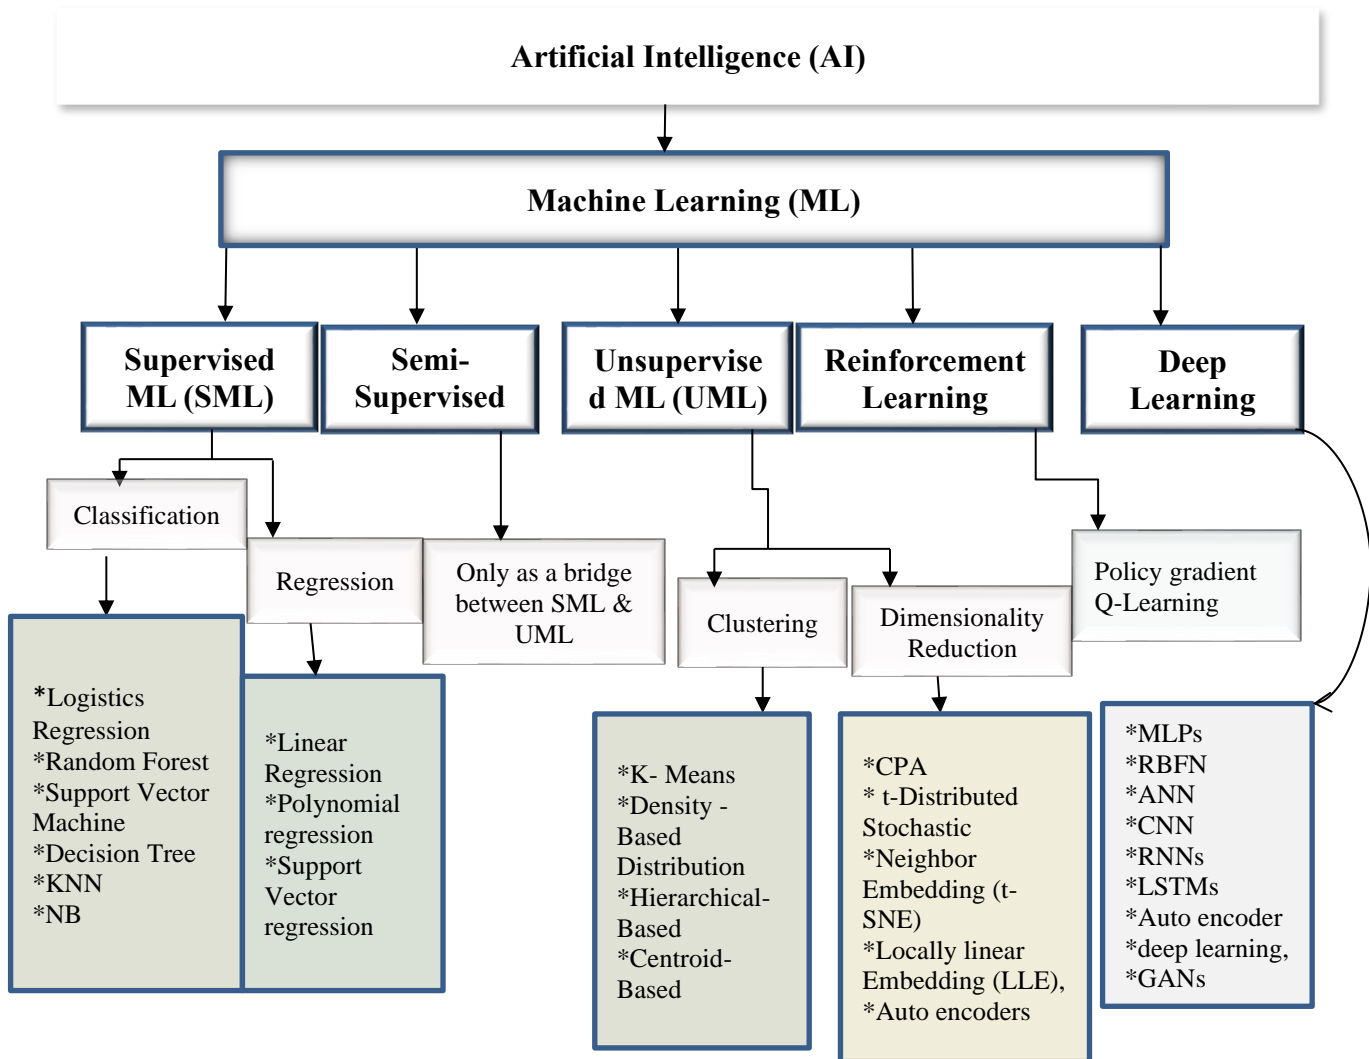 Artificial Intelligence (AI)
Machine Learning (ML)
Supervised
ML (SML)
Semi-
Supervised
Unsupervise
d ML (UML)
Reinforcement
Learning
Deep
Learning
Classification
Regression
Only as a bridge
between SML &
UML
Clustering
Dimensionality
Reduction
Policy gradient
Q-Learning
*Logistics
Regression
*Random Forest
*Support Vector
Machine
*Decision Tree
*KNN
*NB
*Linear
Regression
*Polynomial
regression
*Support
Vector
regression
*K- Means
*Density -
Based
Distribution
*Hierarchical-
Based
*Centroid-
Based
*CPA
* t-Distributed
Stochastic
*Neighbor
Embedding (t-
SNE)
*Locally linear
Embedding (LLE),
*Auto encoders
*MLPs
*RBFN
*ANN
*CNN
*RNNs
*LSTMs
*Auto encoder
*deep learning,
*GANs